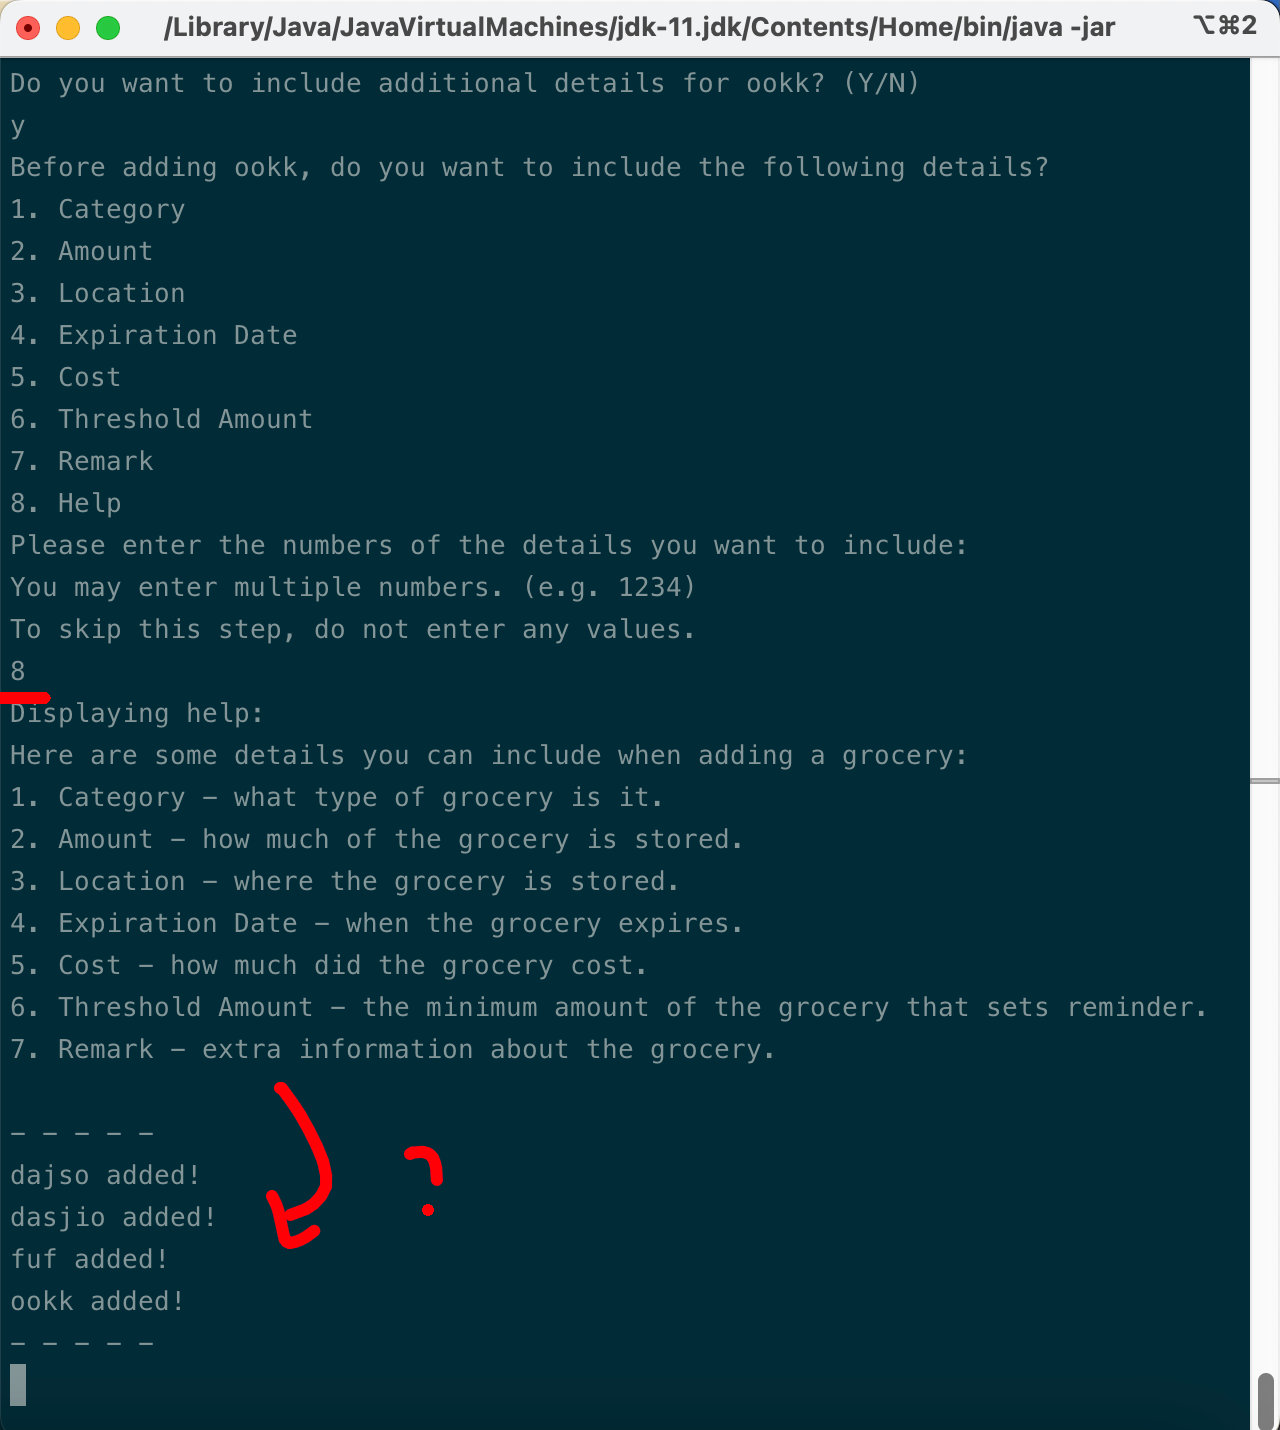 /Library/Java/JavaVirtualMachines/jdk-11.jdk/Contents/Home/bin/java -jar ⌥⌘2
Do you want to include additional details for ookk? (Y/N)
y
Before adding ookk, do you want to include the following details?
1. Category
2. Amount
3. Location
4. Expiration Date
5. Cost
6. Threshold Amount
7. Remark
8. Help
Please enter the numbers of the details you want to include:
You may enter multiple numbers. (e.g. 1234)
To skip this step, do not enter any values.
8
Displaying help:
Here are some details you can include when adding a grocery:
1. Category – what type of grocery is it.
2. Amount – how much of the grocery is stored.
3. Location – where the grocery is stored.
4. Expiration Date – when the grocery expires.
5. Cost – how much did the grocery cost.
6. Threshold Amount – the minimum amount of the grocery that sets reminder.
7. Remark – extra information about the grocery.
– – – – –
dajso added!
?
dasjio added!
fuf added!
ookk added!
– – – – –